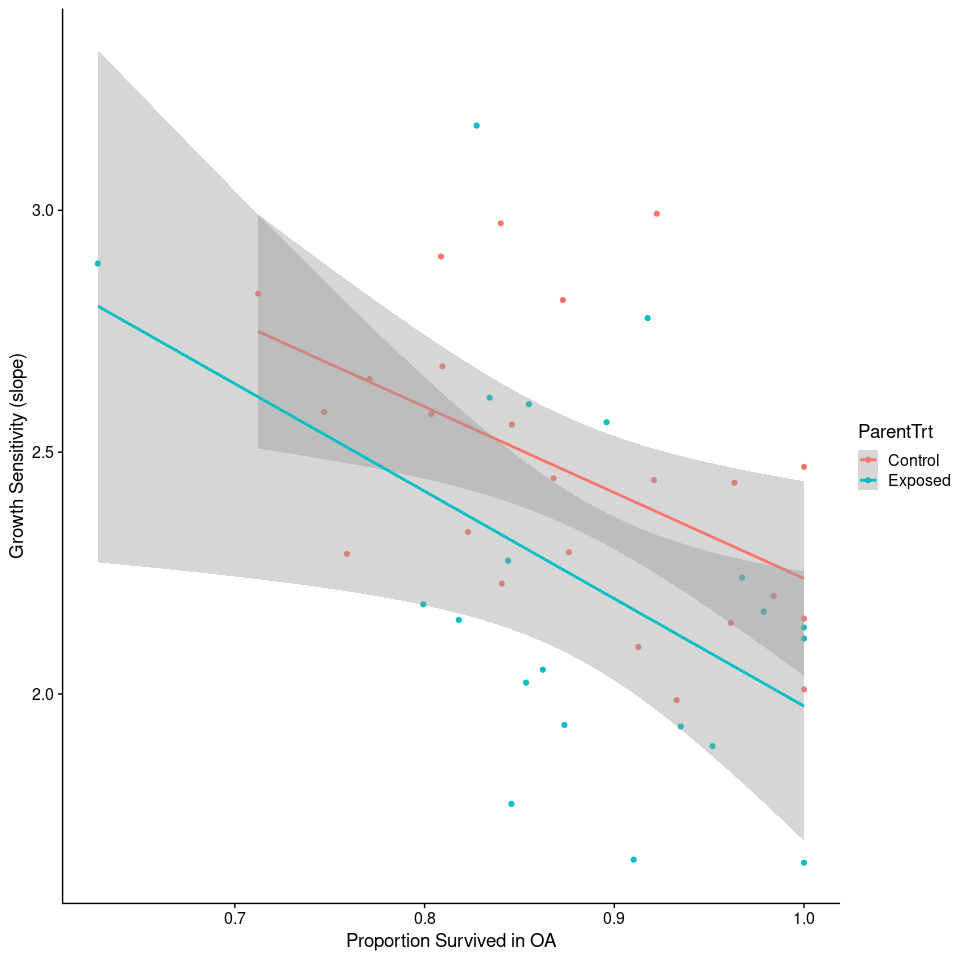 Growth Sensitivity (slope)
3.0
2.5
2.0
0.7 0.8 0.9 1.0
Proportion Survived in OA
ParentTrt
Control
Exposed